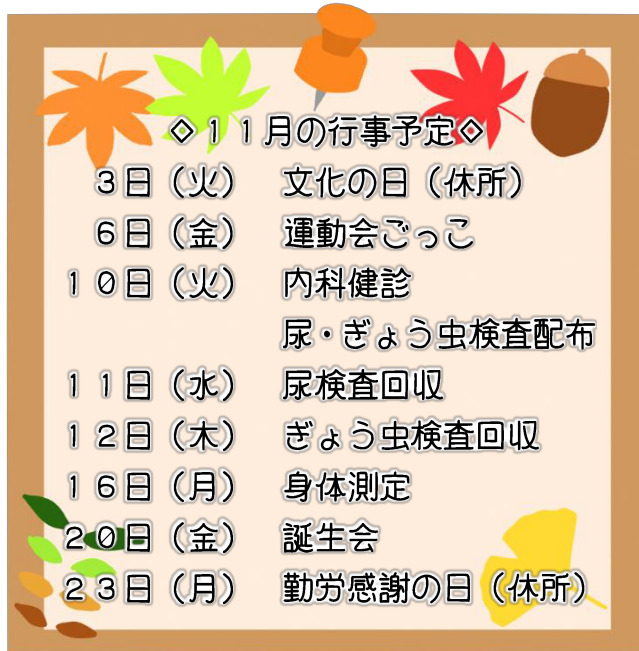 ◇１１月の行事予定◇
３日（火）　文化の日（休所）
６日（金）　運動会ごっこ
１０日（火）　内科健診
尿・ぎょう虫検査配布
１１日（水）　尿検査回収
１２日（木）　ぎょう虫検査回収
１６日（月）　身体測定
２０日（金）　誕生会
２３日（月）　勤労感謝の日（休所）